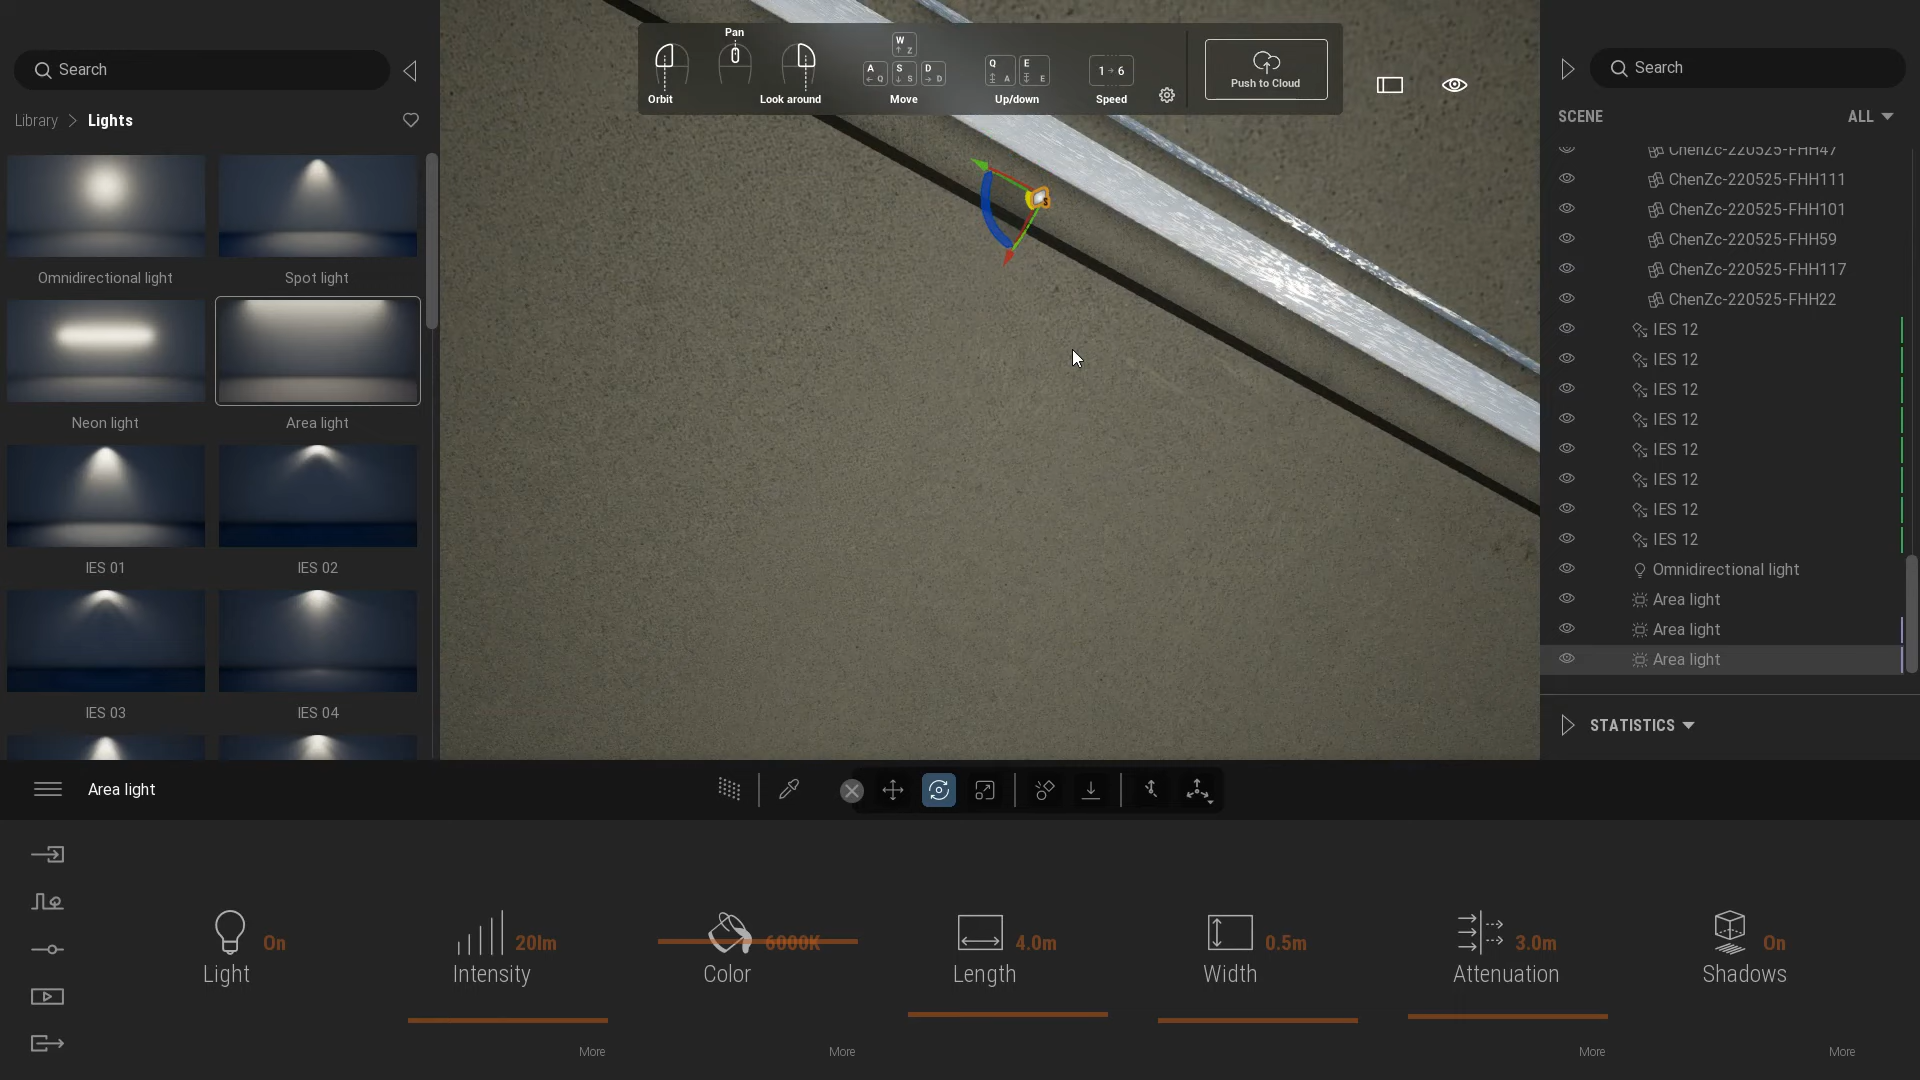 Search
Library
Lights
Omnidirectional light
Spot light
Neon light
Area light
IES 01
IES 02
IES 03
IES 04
Pan
Orbit
Look around
W
Z
A
Q
S
S
D
D
Move
Q
A
E
E
Up/down
1
6
Speed
Push to Cloud
Search
SCENE
ALL
ChenZc-220525-FHH47
ChenZc-220525-FHH111
ChenZc-220525-FHH101
ChenZc-220525-FHH59
ChenZc-220525-FHH117
ChenZc-220525-FHH22
IES 12
IES 12
IES 12
IES 12
IES 12
IES 12
IES 12
IES 12
Omnidirectional light
Area light
Area light
Area light
STATISTICS
Area light
On
Light
20lm
Intensity
More
6000K
Color
More
4.0m
Length
0.5m
Width
3.0m
Attenuation
More
On
Shadows
More